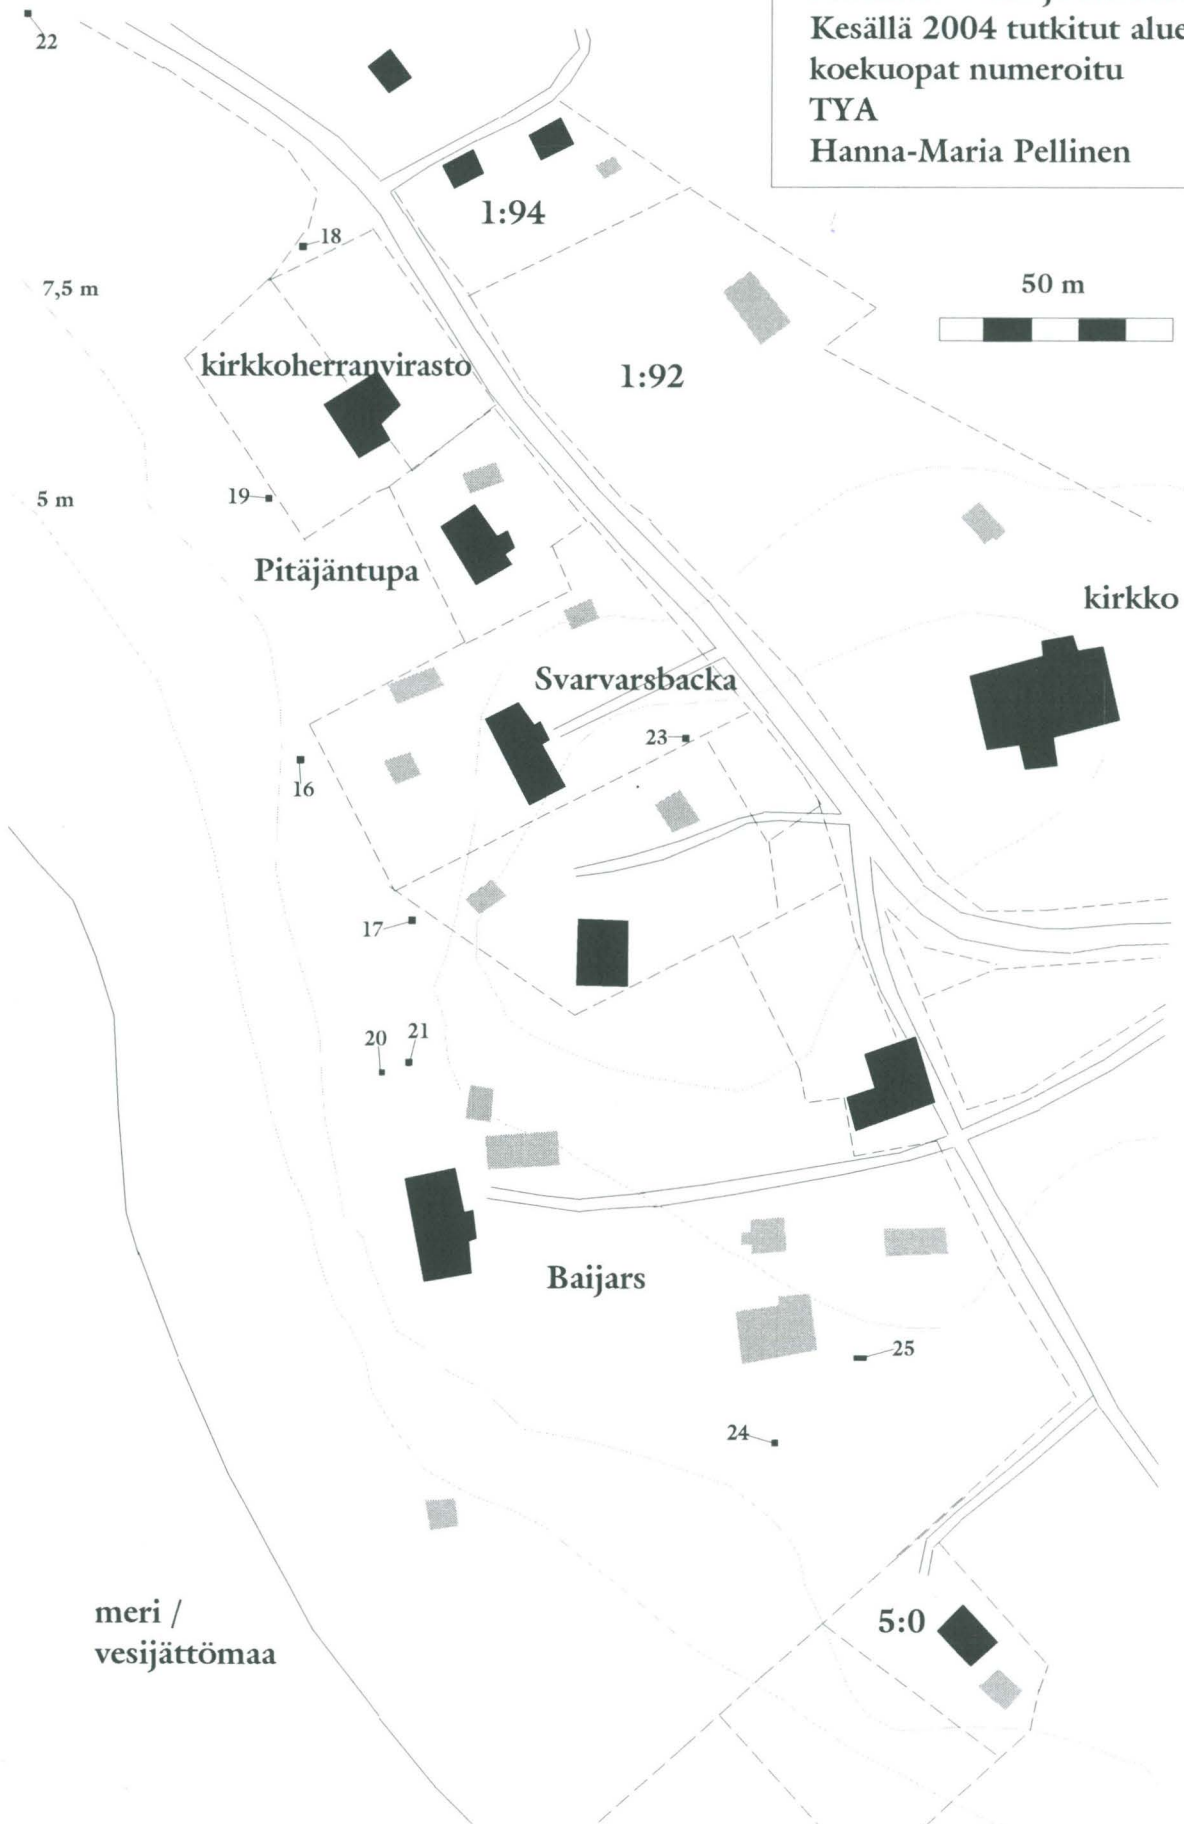 Kesällä 2004 tutkitut
koekuopat numeroitu
TYA
Hanna-Maria Pellinen
22
1:94
18
7,5 m
50 m
kirkkoherranvirasto
1:92
19
5 m
Pitäjäntupa
kirkko
Svarvarsbacka
23
16
17
20
21
Baijars
25
24
5:0
meri /
vesijättömaa